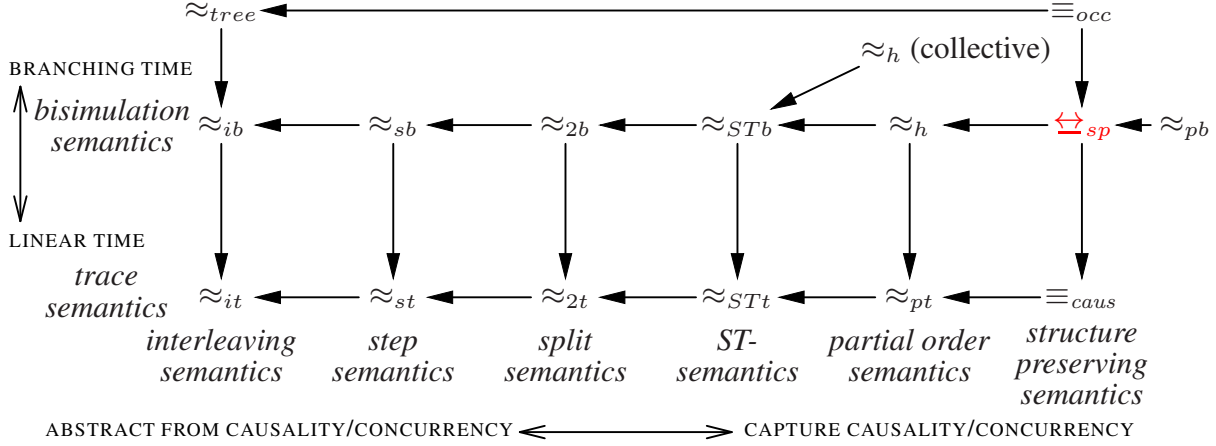 ≈tree ≡occ
≈h (collective)
BRANCHING TIME
bisimulation
semantics
≈ib ≈sb ≈2b ≈STb ≈h ↔sp ≈pb
LINEAR TIME
trace
semantics
≈it ≈st ≈2t ≈STt ≈pt ≡caus
interleaving
semantics
step
semantics
split
semantics
ST-
semantics
partial order
semantics
structure
preserving
semantics
ABSTRACT FROM CAUSALITY/CONCURRENCY CAPTURE CAUSALITY/CONCURRENCY